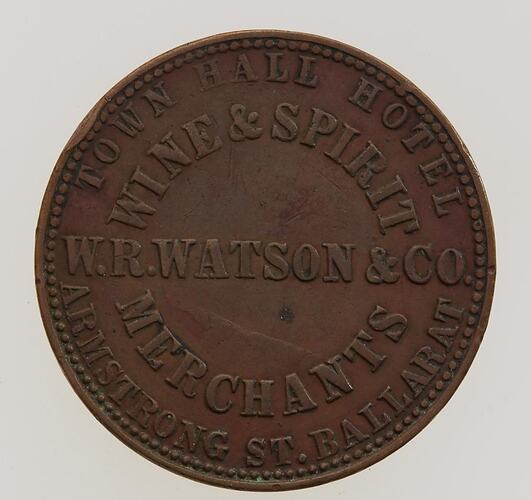 TOWN HALL HOTEL
WINE & SPIRIT
W.R.WATSON & CO.
MERCHANTS
ARMSTRONG ST. BALLARAT